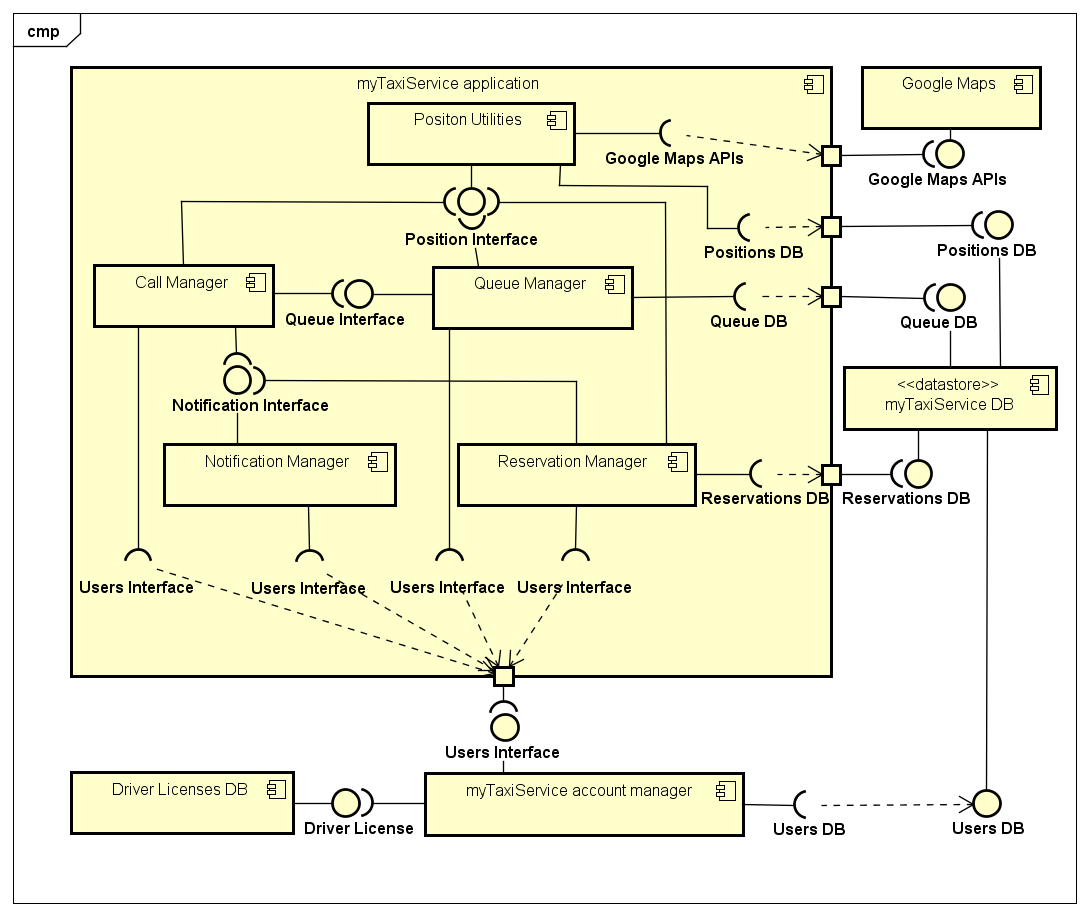 cmp
myTaxiService application
Google Maps
Positon Utilities
Google Maps APIs
Google Maps APIs
Position Interface
Positions DB
Positions DB
Call Manager
Queue Manager
Queue Interface
Queue DB
Queue DB
<<datastore>>
myTaxiService DB
Notification Interface
Notification Manager
Reservation Manager
Reservations DB
Reservations DB
Users Interface
Users Interface
Users Interface
Users Interface
Users Interface
Driver Licenses DB
myTaxiService account manager
Driver License
Users DB
Users DB